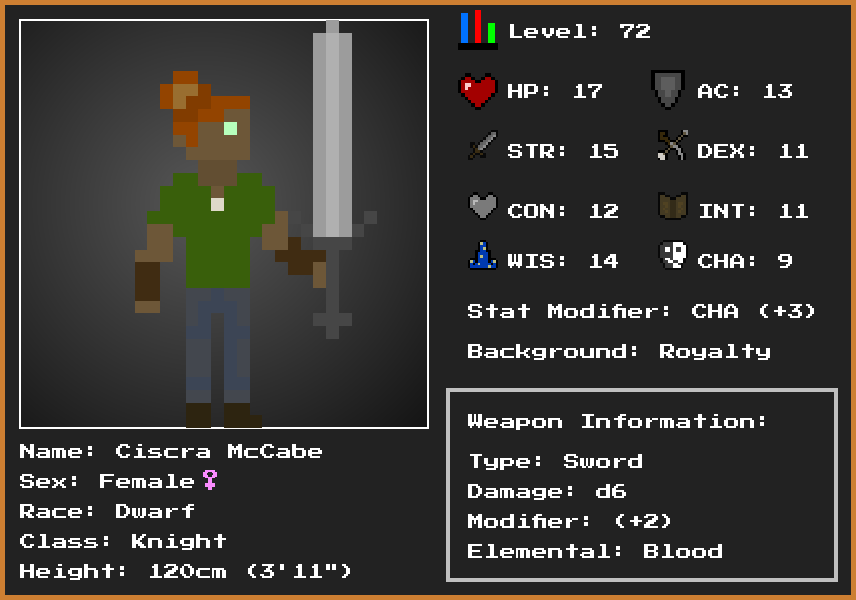 Level: 72
HP: 17 AC: 13
STR: 15 DEX: 11
CON: 12 INT: 11
WIS: 14 CHA: 9
Stat Modifier: CHA (+3)
Background: Royalty
Weapon Information:
Type: Sword
Damage: d6
Modifier: (+2)
Elemental: Blood
Name: Ciscra McCabe
Sex: Female♀
Race: Dwarf
Class: Knight
Height: 120cm (3'11")